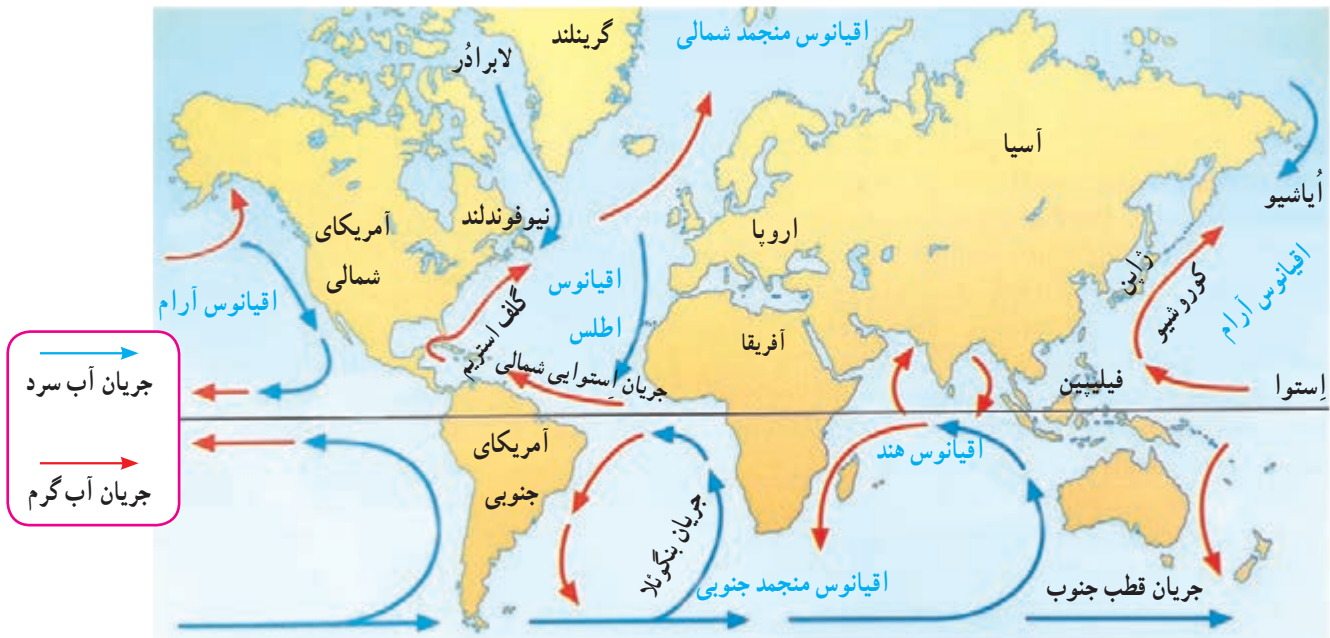 اقیانوس منجمد شمالی
گرینلند
لابرادُر
آسیا
اُیاشیو
نیوفوندلند
آمریکای
شمالی
اروپا
اقیانوس آرام
ژاپن
کوروشیو
اقیانوس
اطلس
اقیانوس آرام
گلف استریم
آفریقا
جریان اِستوایی شمالی
فیلیپین
اِستوا
جریان آب سرد
جریان آب گرم
آمریکای
جنوبی
اقیانوس هند
جریان بنگوئلا
اقیانوس منجمد جنوبی
جریان قطب جنوب